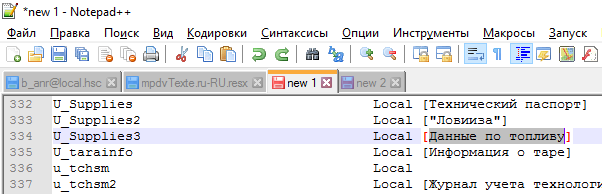 *new 1 - Notepad++
Файл Правка Поиск Вид Кодировки Синтаксисы Опции Инструменты Макросы Запуск
b_anr@local.hsc mpdvTexte.ru-RU.resx new 1 new 2
332 U_Supplies Local [Технический паспорт]
333 U_Supplies2 Local ["Ловииза"]
334 U_Supplies3 Local [Данные по топливу]
335 U_tarainfo Local [Информация о таре]
336 u_tchsm Local
337 u_tchsm2 Local [Журнал учета технологи